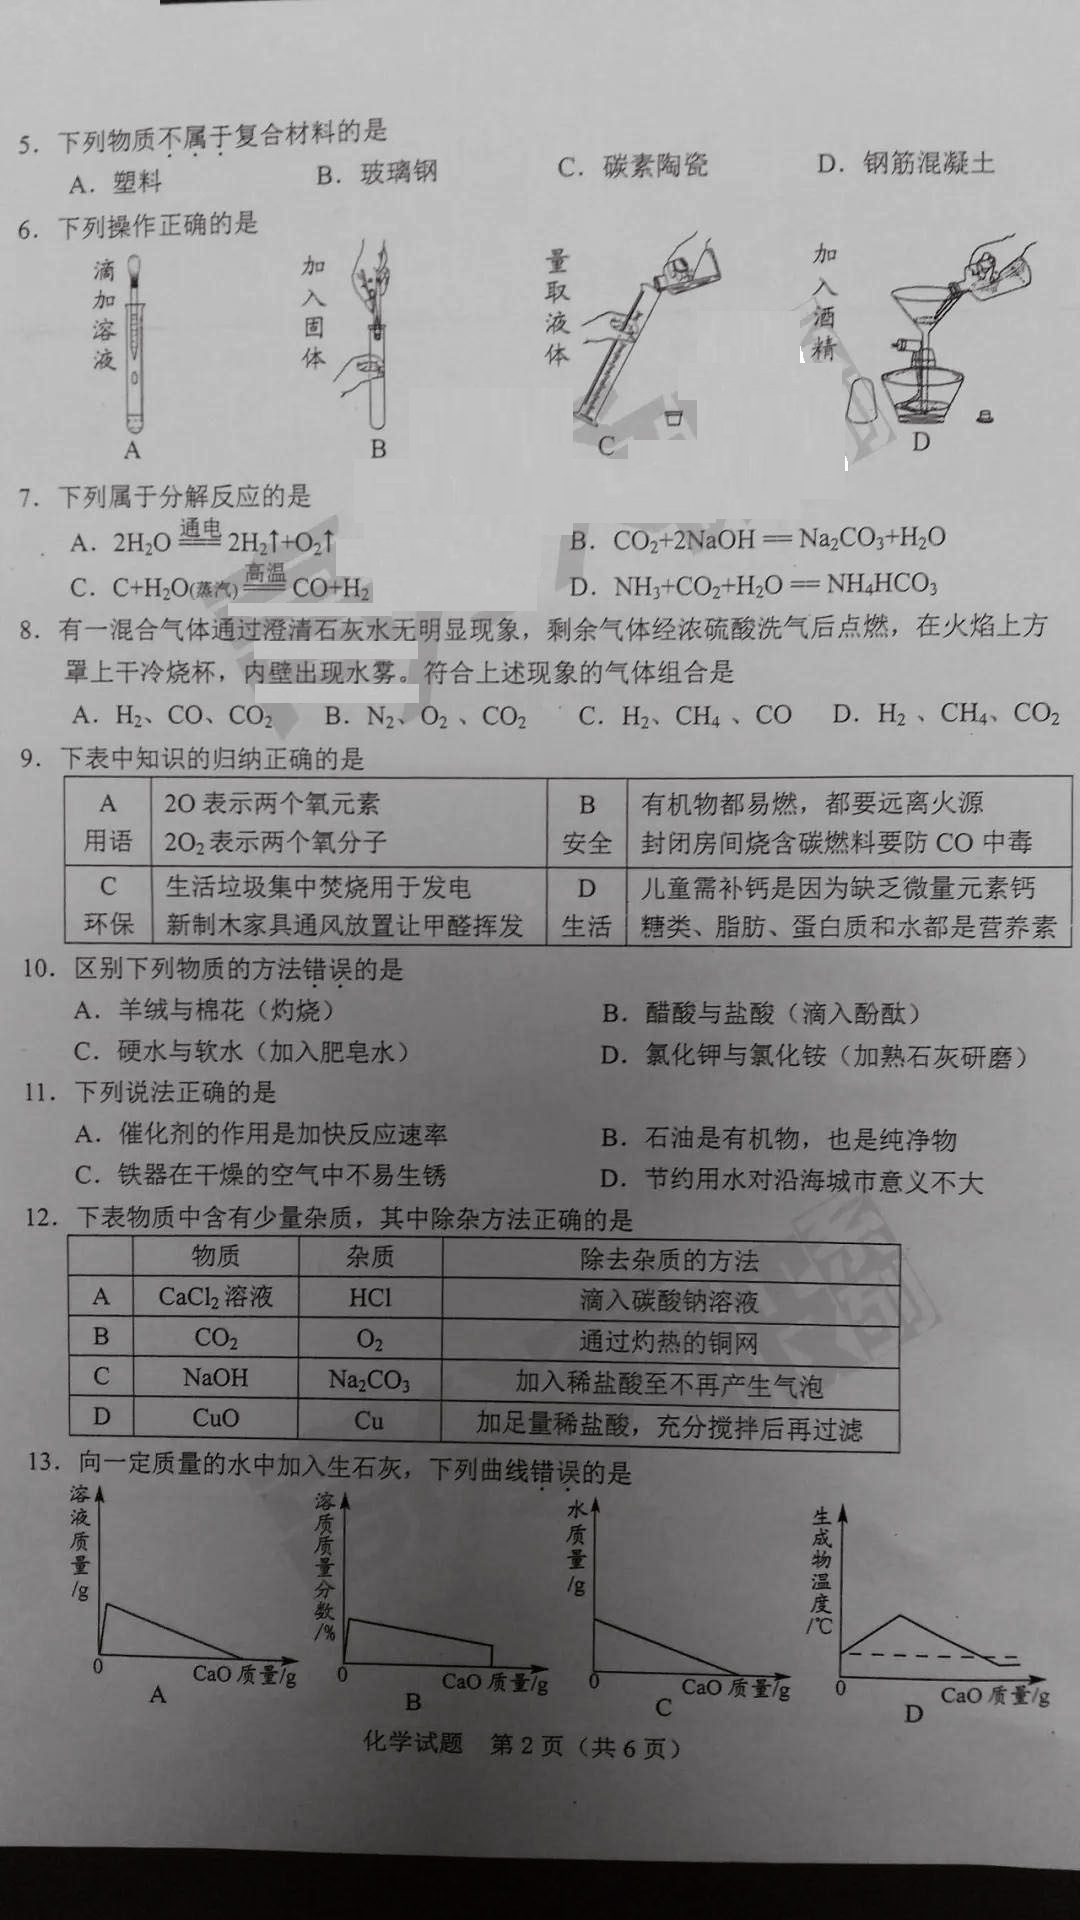 5. 下列物质不属于复合材料的是
A. 塑料 B. 玻璃钢 C. 碳素陶瓷 D. 钢筋混凝土
6. 下列操作正确的是
滴加溶液 加入固体 量取液体 加入酒精
A B C D
7. 下列属于分解反应的是
A. 2H₂O 通电 2H₂↑+O₂↑ B. CO₂+2NaOH == Na₂CO₃+H₂O
C. C+H₂O(蒸汽) 高温 CO+H₂ D. NH₃+CO₂+H₂O == NH₄HCO₃
8. 有一混合气体通过澄清石灰水无明显现象，剩余气体经浓硫酸洗气后点燃，在火焰上方
罩上干冷烧杯，内壁出现水雾。符合上述现象的气体组合是
A. H₂、CO、CO₂ B. N₂、O₂、CO₂ C. H₂、CH₄、CO D. H₂、CH₄、CO₂
9. 下表中知识的归纳正确的是
A 2O 表示两个氧元素 B 有机物都易燃，都要远离火源
用语 2O₂表示两个氧分子 安全 封闭房间烧含碳燃料要防 CO 中毒
C 生活垃圾集中焚烧用于发电 D 儿童需补钙是因为缺乏微量元素钙
环保 新制木家具通风放置让甲醛挥发 生活 糖类、脂肪、蛋白质和水都是营养素
10. 区别下列物质的方法错误的是
A. 羊绒与棉花（灼烧） B. 醋酸与盐酸（滴入酚酞）
C. 硬水与软水（加入肥皂水） D. 氯化钾与氯化铵（加熟石灰研磨）
11. 下列说法正确的是
A. 催化剂的作用是加快反应速率 B. 石油是有机物，也是纯净物
C. 铁器在干燥的空气中不易生锈 D. 节约用水对沿海城市意义不大
12. 下表物质中含有少量杂质，其中除杂方法正确的是
物质 杂质 除去杂质的方法
A CaCl₂溶液 HCl 滴入碳酸钠溶液
B CO₂ O₂ 通过灼热的铜网
C NaOH Na₂CO₃ 加入稀盐酸至不再产生气泡
D CuO Cu 加足量稀盐酸，充分搅拌后再过滤
13. 向一定质量的水中加入生石灰，下列曲线错误的是
溶液质量/g 溶质质量分数/% 水质量/g 生成物温度/℃
0 CaO 质量/g 0 CaO 质量/g 0 CaO 质量/g 0 CaO 质量/g
A B C D
化学试题 第 2 页（共 6 页）